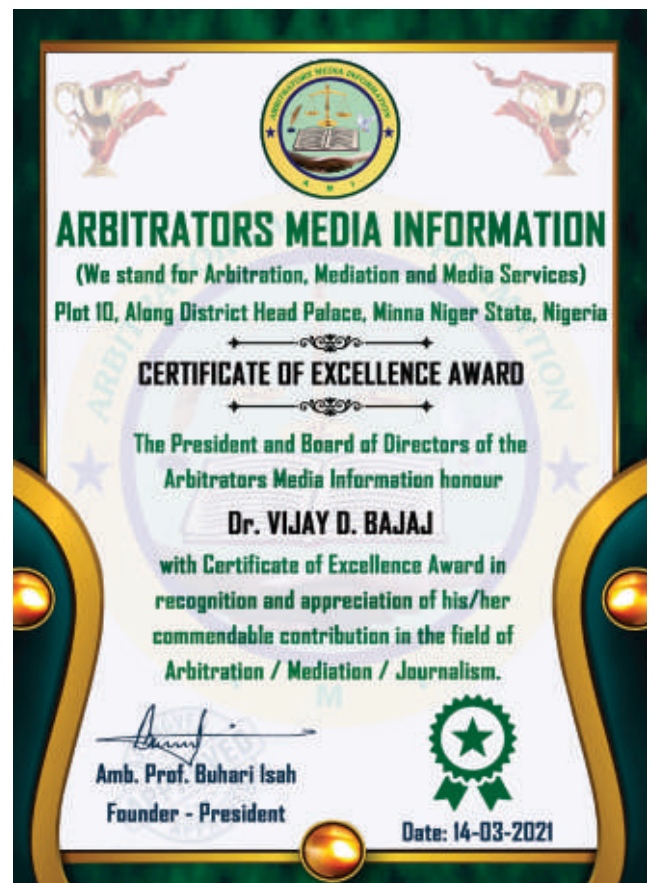 ARBITRATORS MEDIA INFORMATION
A M I
ARBITRATORS MEDIA INFORMATION
(We stand for Arbitration, Mediation and Media Services)
Plot 10, Along District Head Palace, Minna Niger State, Nigeria
CERTIFICATE OF EXCELLENCE AWARD
The President and Board of Directors of the
Arbitrators Media Information honour
Dr. VIJAY D. BAJAJ
with Certificate of Excellence Award in
recognition and appreciation of his/her
commendable contribution in the field of
Arbitration / Mediation / Journalism.
Amb. Prof. Buhari Isah
Founder - President
Date: 14-03-2021